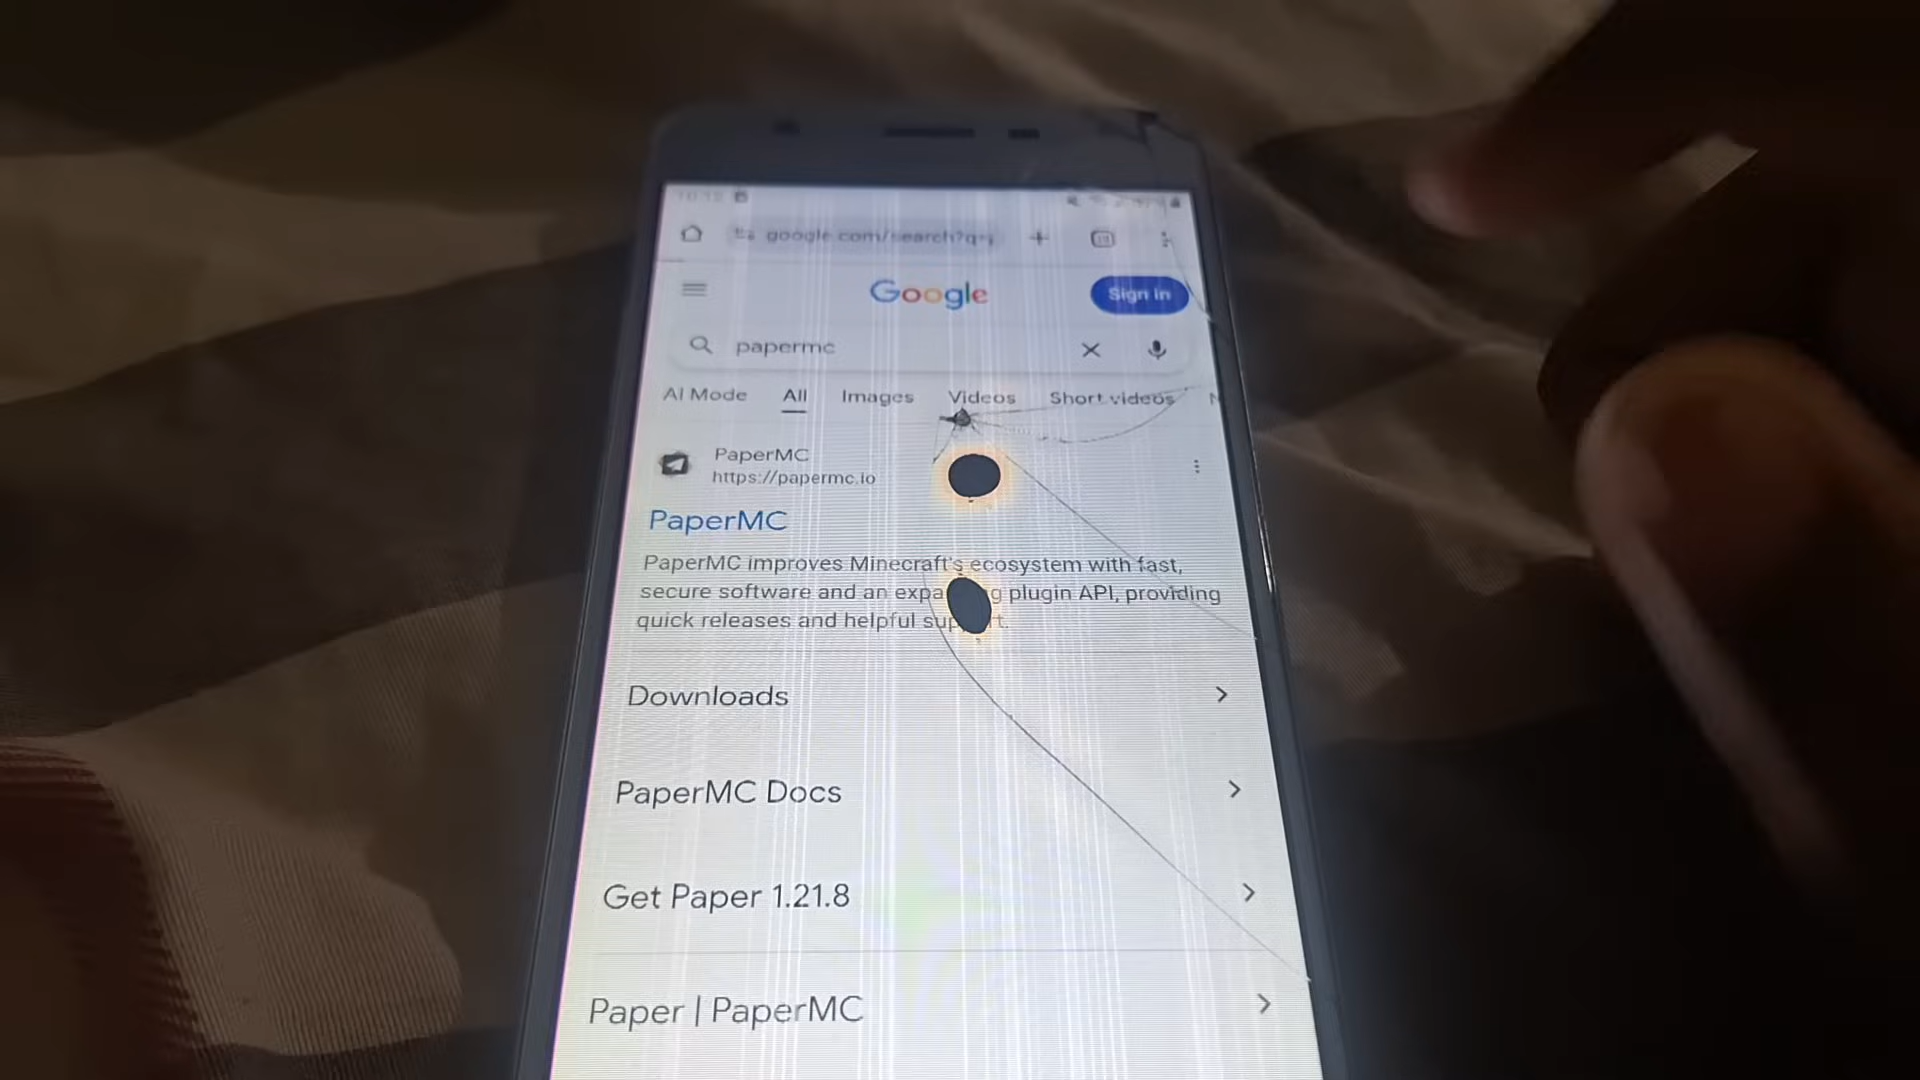 google.com/search?q=
Google
Sign in
papermc
AI Mode All Images Videos Short videos
PaperMC
https://papermc.io
PaperMC
PaperMC improves Minecraft's ecosystem with fast,
secure software and an expa g plugin API, providing
quick releases and helpful sup t.
Downloads
PaperMC Docs
Get Paper 1.21.8
Paper | PaperMC